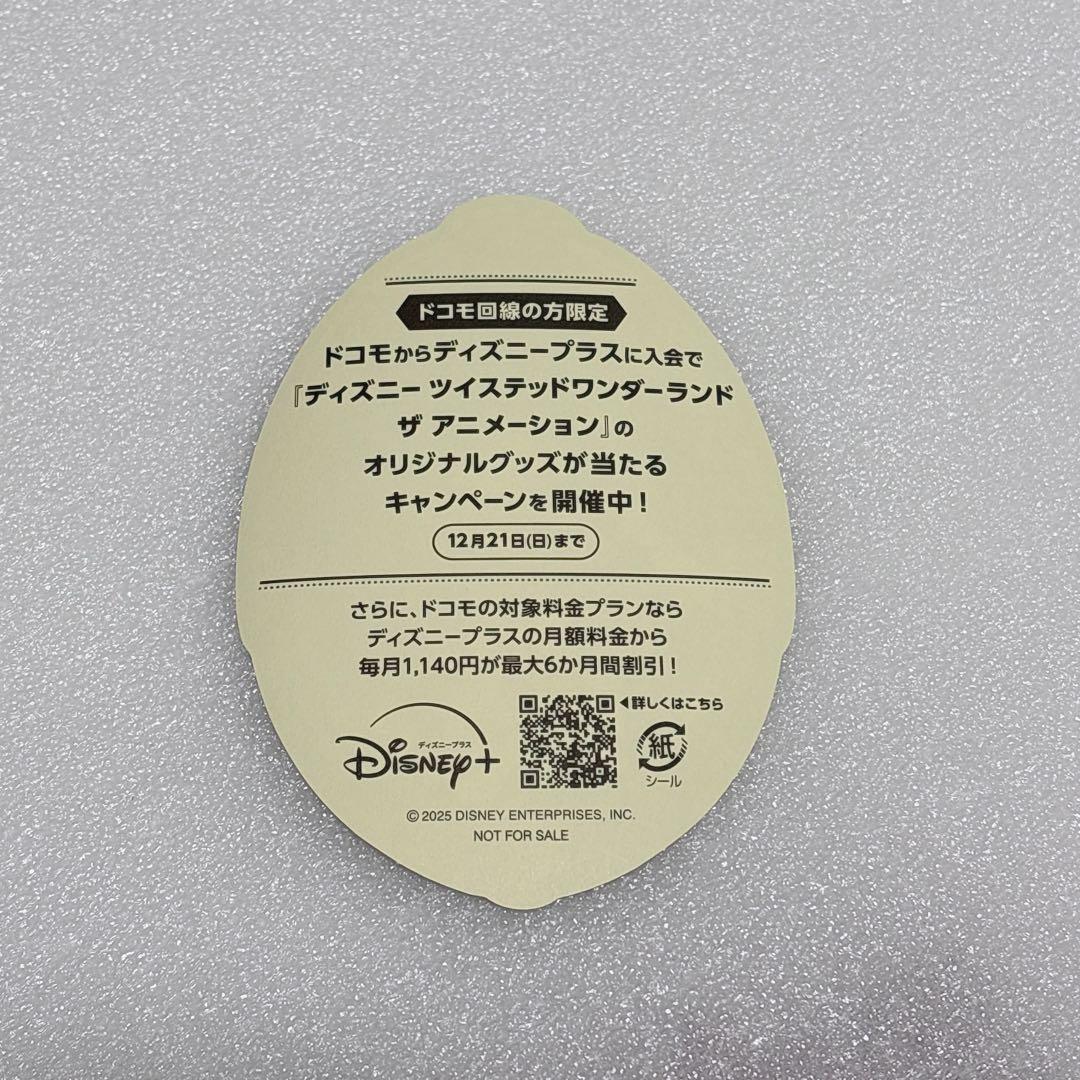 ドコモ回線の方限定
ドコモからディズニープラスに入会で
『ディズニー ツイステッドワンダーランド
ザ アニメーション』の
オリジナルグッズが当たる
キャンペーンを開催中！
12月21日(日)まで
さらに、ドコモの対象料金プランなら
ディズニープラスの月額料金から
毎月1,140円が最大6か月間割引！
◀詳しくはこちら
ディズニープラス
Disney+
紙
シール
© 2025 DISNEY ENTERPRISES, INC.
NOT FOR SALE